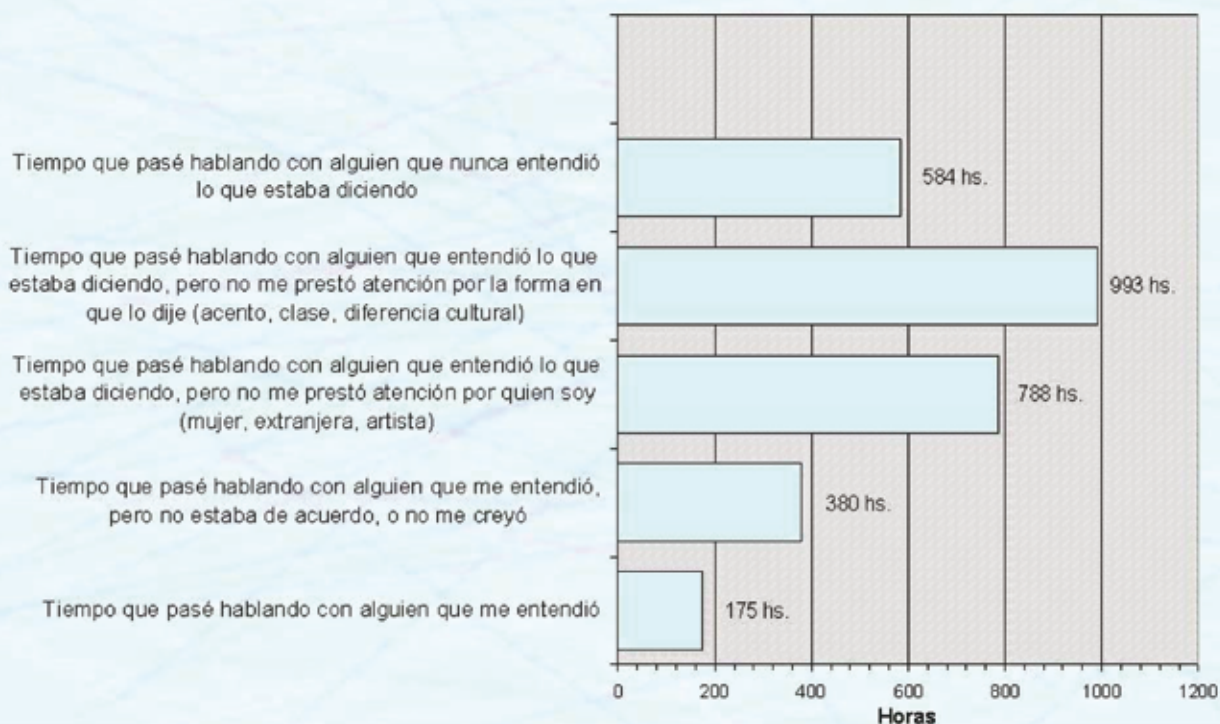 Tiempo que pasé hablando con alguien que nunca entendió
lo que estaba diciendo
584 hs.
Tiempo que pasé hablando con alguien que entendió lo que
estaba diciendo, pero no me prestó atención por la forma en
que lo dije (acento, clase, diferencia cultural)
993 hs.
Tiempo que pasé hablando con alguien que entendió lo que
estaba diciendo, pero no me prestó atención por quien soy
(mujer, extranjera, artista)
788 hs.
Tiempo que pasé hablando con alguien que me entendió,
pero no estaba de acuerdo, o no me creyó
380 hs.
Tiempo que pasé hablando con alguien que me entendió
175 hs.
0 200 400 600 800 1000 1200
Horas